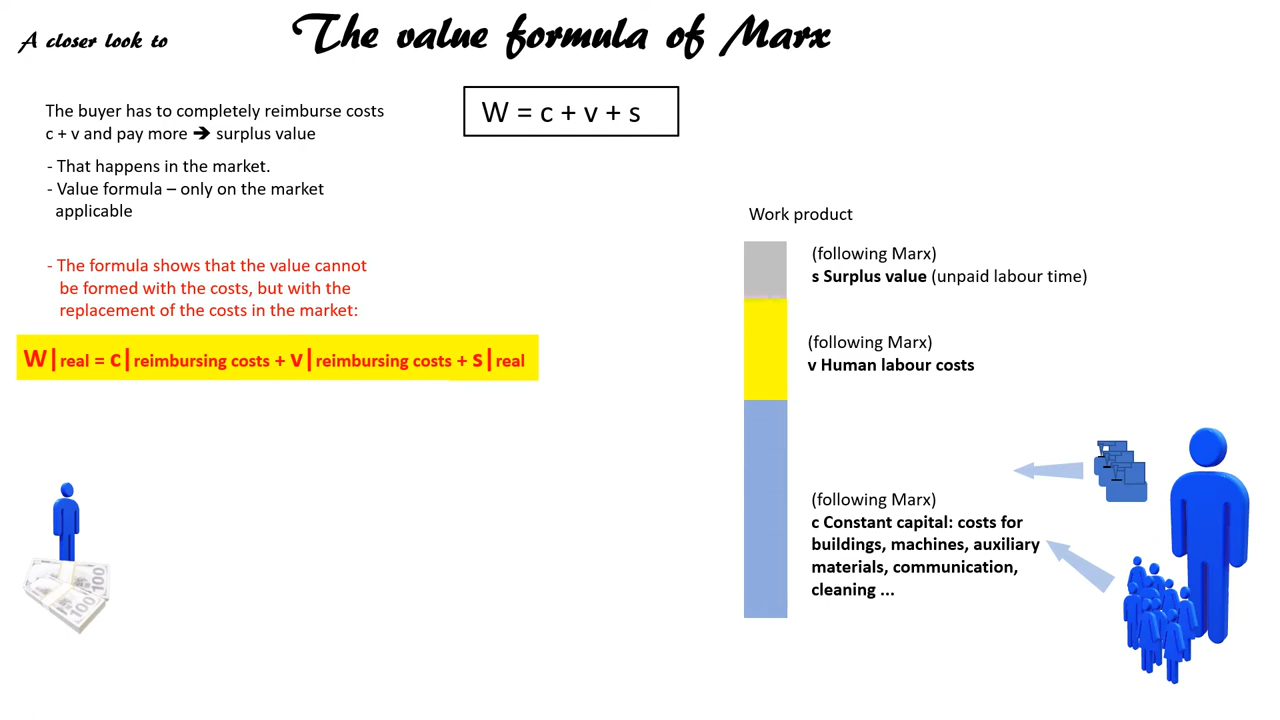 A closer look to
The value formula of Marx
The buyer has to completely reimburse costs
c + v and pay more 🡺 surplus value
- That happens in the market.
- Value formula – only on the market
applicable
W = c + v + s
- The formula shows that the value cannot
be formed with the costs, but with the
replacement of the costs in the market:
W| real = c| reimbursing costs + v| reimbursing costs + s| real
Work product
(following Marx)
s Surplus value (unpaid labour time)
(following Marx)
v Human labour costs
(following Marx)
c Constant capital: costs for
buildings, machines, auxiliary
materials, communication,
cleaning ...
100
100